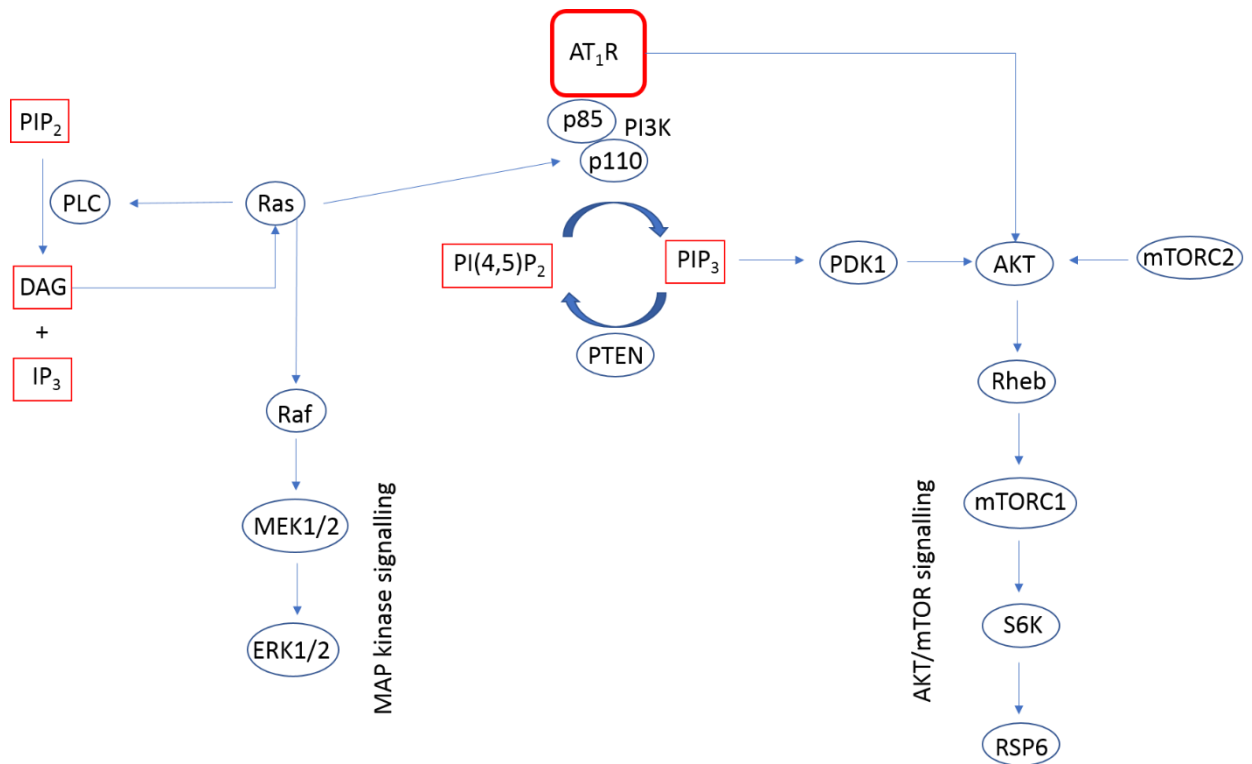 AT₁R
p85
PI3K
p110
PIP₂
PLC
Ras
DAG
+
IP₃
PI(4,5)P₂
PIP₃
PTEN
PDK1
AKT
mTORC2
Raf
MEK1/2
ERK1/2
MAP kinase signalling
Rheb
mTORC1
S6K
RSP6
AKT/mTOR signalling